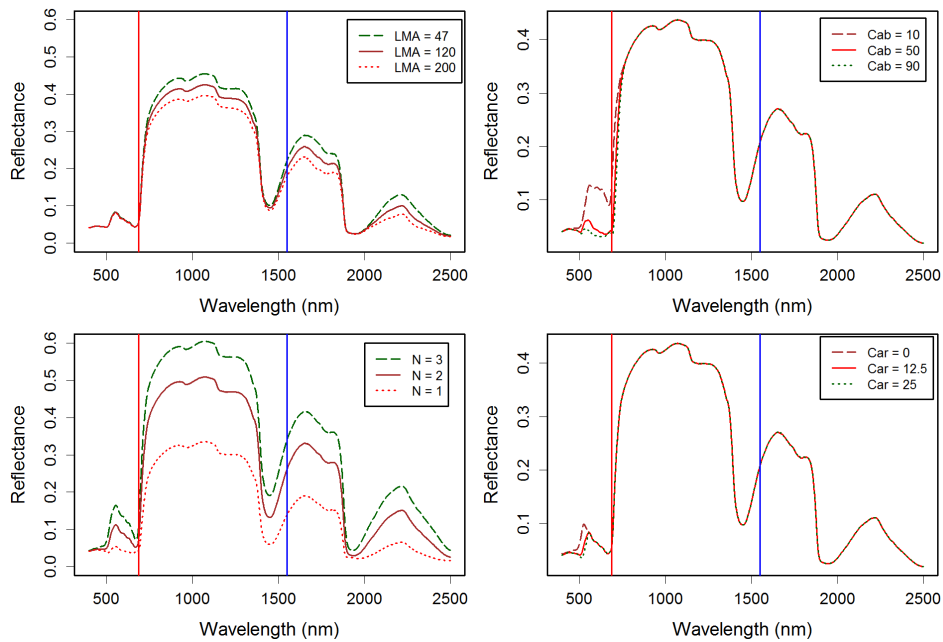 Reflectance
0.0 0.1 0.2 0.3 0.4 0.5 0.6
500 1000 1500 2000 2500
Wavelength (nm)
LMA = 47
LMA = 120
LMA = 200
Reflectance
0.1 0.2 0.3 0.4
500 1000 1500 2000 2500
Wavelength (nm)
Cab = 10
Cab = 50
Cab = 90
Reflectance
0.0 0.1 0.2 0.3 0.4 0.5 0.6
500 1000 1500 2000 2500
Wavelength (nm)
N = 3
N = 2
N = 1
Reflectance
0.1 0.2 0.3 0.4
500 1000 1500 2000 2500
Wavelength (nm)
Car = 0
Car = 12.5
Car = 25